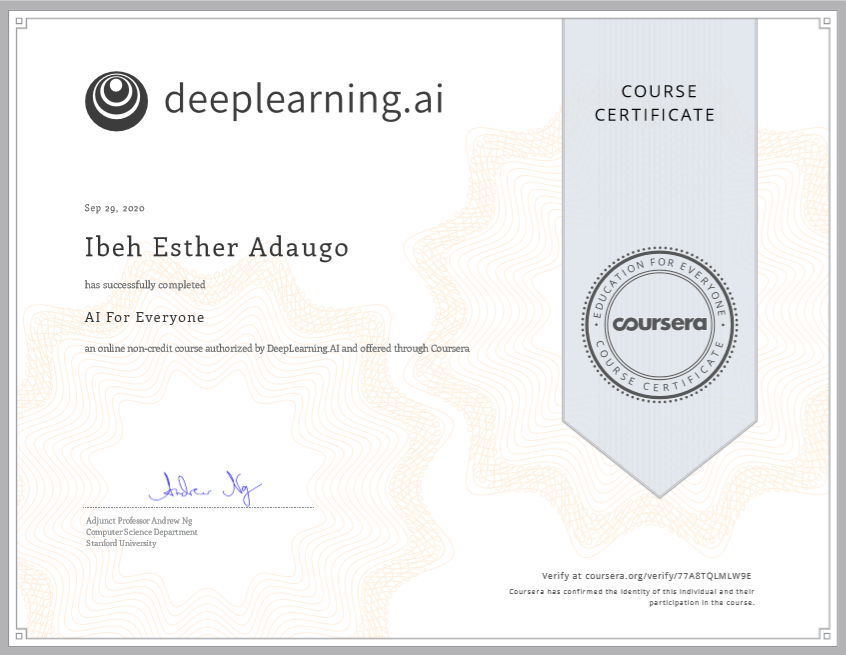 deeplearning.ai
COURSE
CERTIFICATE
Sep 29, 2020
Ibeh Esther Adaugo
has successfully completed
AI For Everyone
an online non-credit course authorized by DeepLearning.AI and offered through Coursera
EDUCATION FOR EVERYONE
coursera
COURSE CERTIFICATE
Andrew Ng
Adjunct Professor Andrew Ng
Computer Science Department
Stanford University
Verify at coursera.org/verify/77A8TQLMLW9E
Coursera has confirmed the identity of this individual and their
participation in the course.